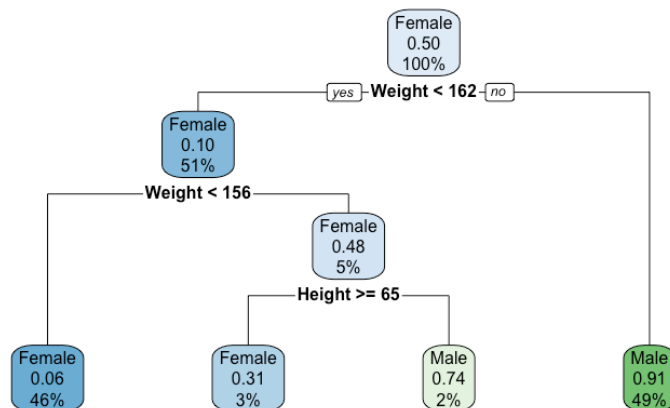 Female
0.50
100%
yes Weight < 162 no
Female
0.10
51%
Weight < 156
Female
0.48
5%
Height >= 65
Female
0.06
46%
Female
0.31
3%
Male
0.74
2%
Male
0.91
49%